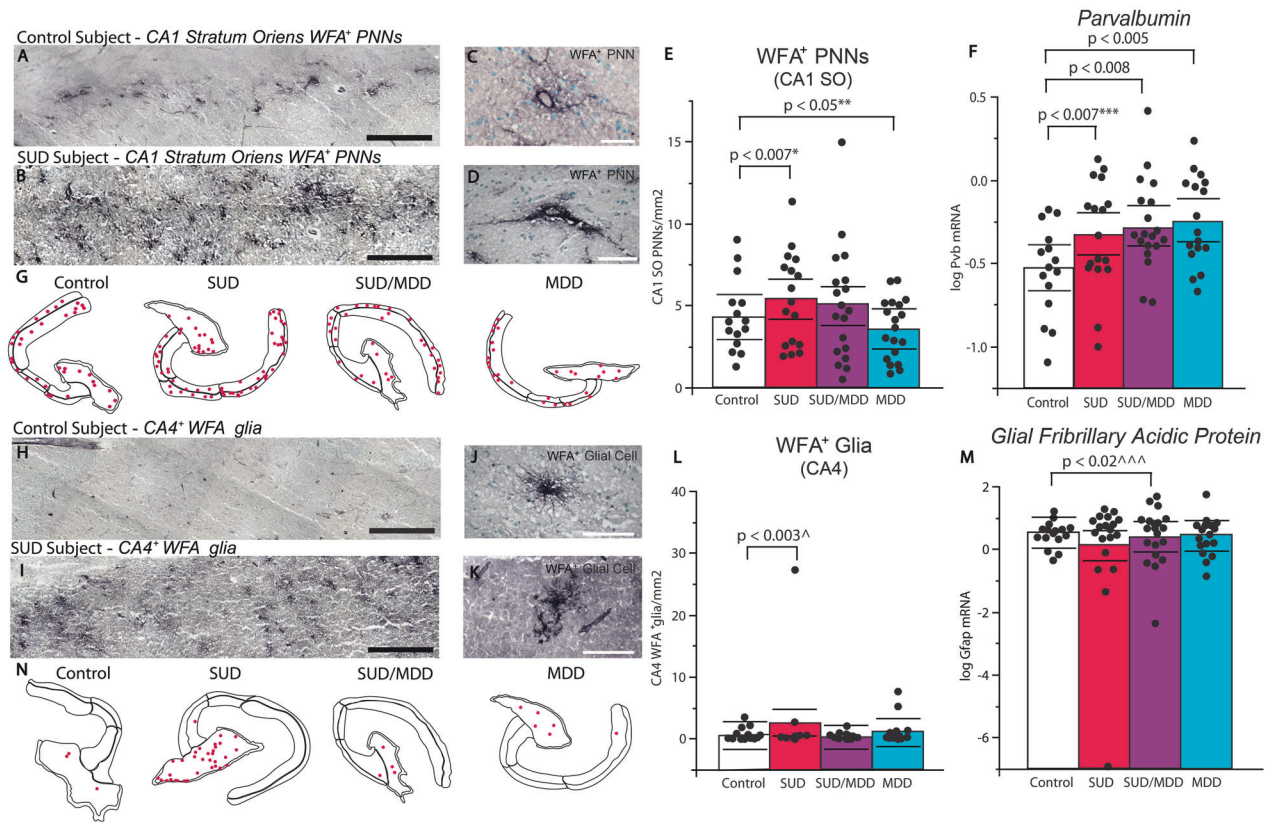 Control Subject - CA1 Stratum Oriens WFA+ PNNs
A
C
WFA+ PNN
SUD Subject - CA1 Stratum Oriens WFA+ PNNs
B
D
WFA+ PNN
E
WFA+ PNNs
(CA1 SO)
p < 0.05**
p < 0.007*
CA1 SO PNNs/mm2
15
10
5
0
Control
SUD
SUD/MDD
MDD
Parvalbumin
F
p < 0.005
p < 0.008
p < 0.007***
log Pvb mRNA
0.5
0.0
-0.5
-1.0
Control
SUD
SUD/MDD
MDD
G
Control
SUD
SUD/MDD
MDD
Control Subject - CA4+ WFA glia
H
J
WFA+ Glial Cell
SUD Subject - CA4+ WFA glia
I
K
WFA+ Glial Cell
L
WFA+ Glia
(CA4)
p < 0.003^
CA4 WFA +glia/mm2
40
30
20
10
5
0
Control
SUD
SUD/MDD
MDD
Glial Fribrillary Acidic Protein
M
p < 0.02^^^
log Gfap mRNA
2
0
-2
-4
-6
Control
SUD
SUD/MDD
MDD
N
Control
SUD
SUD/MDD
MDD